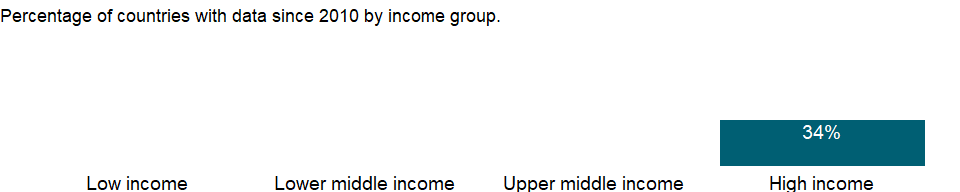 Percentage of countries with data since 2010 by income group.
34%
Low income Lower middle income Upper middle income High income